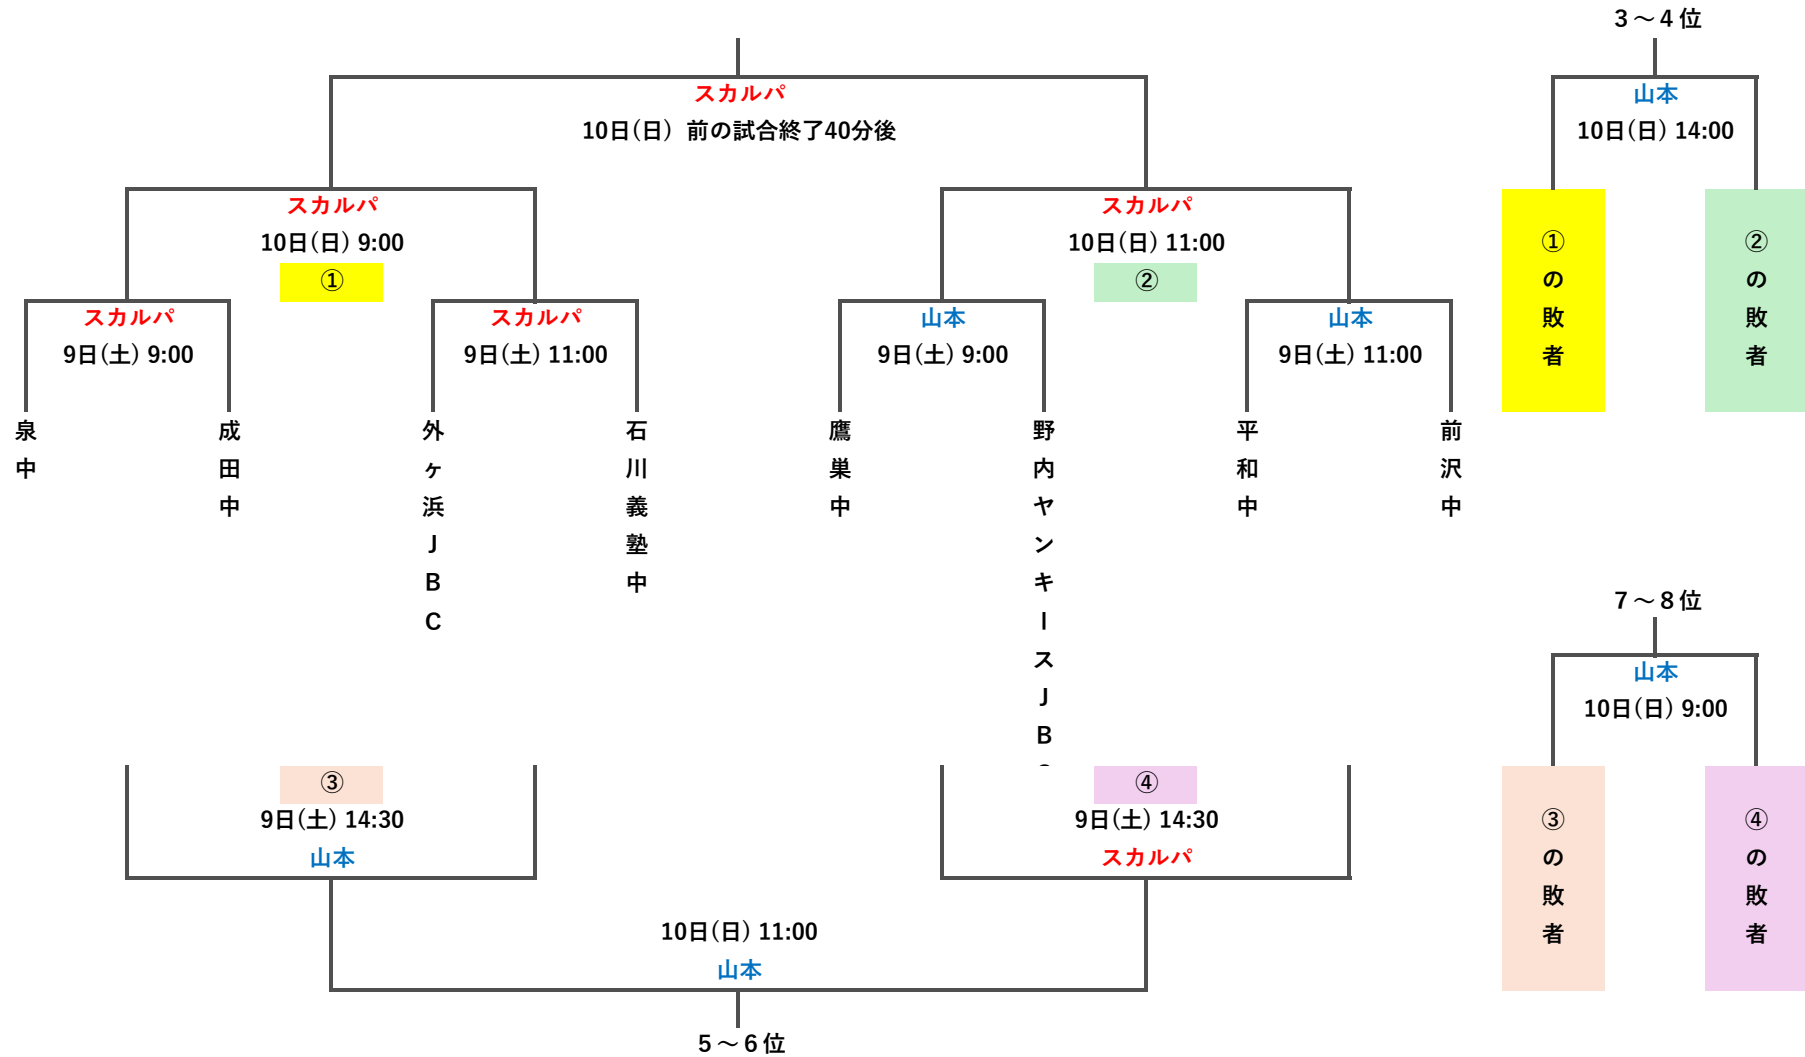 3～4位
スカルパ
10日(日) 前の試合終了40分後
山本
10日(日) 14:00
スカルパ
10日(日) 9:00
①
スカルパ
10日(日) 11:00
②
①の敗者
②の敗者
スカルパ
9日(土) 9:00
スカルパ
9日(土) 11:00
山本
9日(土) 9:00
山本
9日(土) 11:00
泉中
成田中
外ヶ浜JBC
石川義塾中
鷹巣中
野内ヤンキースJB
平和中
前沢中
7～8位
山本
10日(日) 9:00
③
9日(土) 14:30
山本
④
9日(土) 14:30
スカルパ
③の敗者
④の敗者
10日(日) 11:00
山本
5～6位